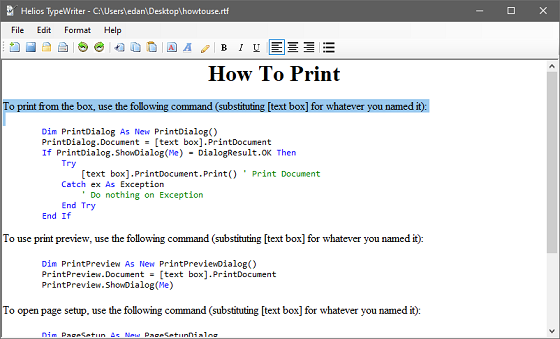 Helios TypeWriter - C:\Users\edan\Desktop\howtouse.rtf
File Edit Format Help
A A B I U
How To Print
To print from the box, use the following command (substituting [text box] for whatever you named it):
Dim PrintDialog As New PrintDialog()
PrintDialog.Document = [text box].PrintDocument
If PrintDialog.ShowDialog(Me) = DialogResult.OK Then
Try
[text box].PrintDocument.Print() ' Print Document
Catch ex As Exception
' Do nothing on Exception
End Try
End If
To use print preview, use the following command (substituting [text box] for whatever you named it):
Dim PrintPreview As New PrintPreviewDialog()
PrintPreview.Document = [text box].PrintDocument
PrintPreview.ShowDialog(Me)
To open page setup, use the following command (substituting [text box] for whatever you named it):
Dim PageSetup As New PageSetupDialog